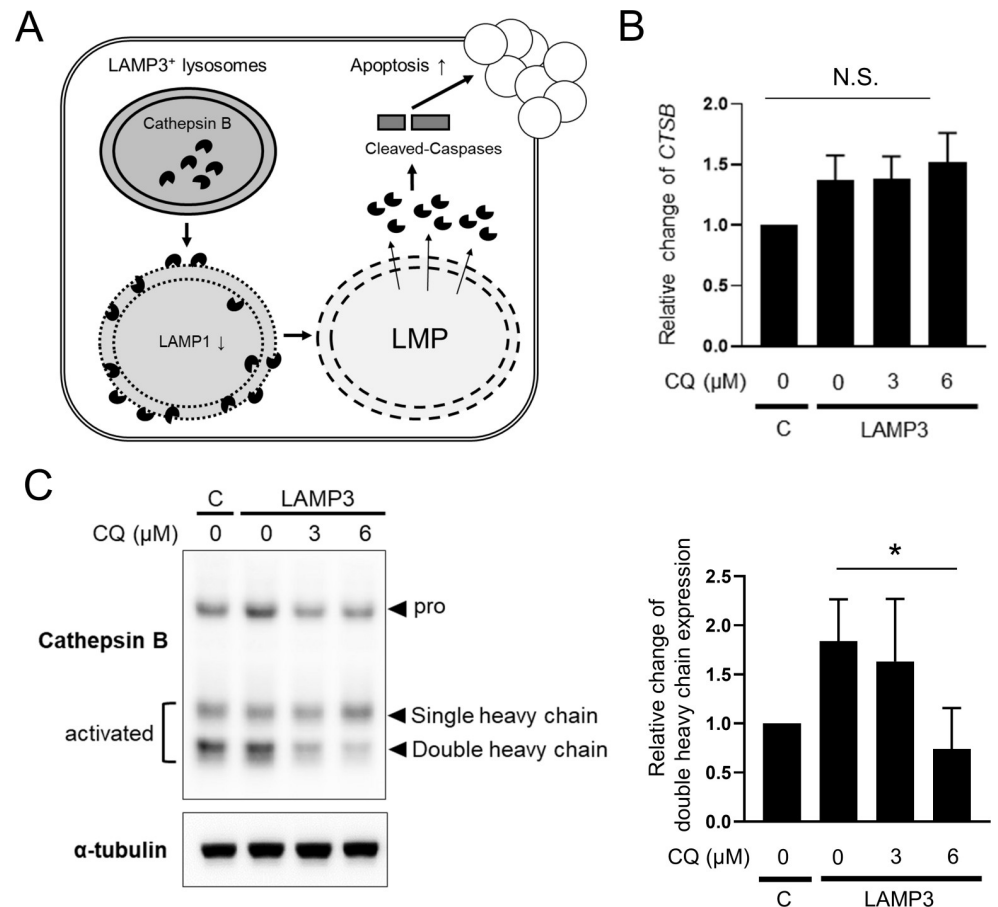 A
LAMP3⁺ lysosomes
Cathepsin B
LAMP1 ↓
LMP
Apoptosis ↑
Cleaved-Caspases
B
N.S.
Relative change of CTSB
2.0
1.5
1.0
0.5
0.0
CQ (μM) 0 0 3 6
C LAMP3
C
C LAMP3
CQ (μM) 0 0 3 6
Cathepsin B
pro
activated
Single heavy chain
Double heavy chain
α-tubulin
Relative change of
double heavy chain expression
*
2.5
2.0
1.5
1.0
0.5
0.0
CQ (μM) 0 0 3 6
C LAMP3